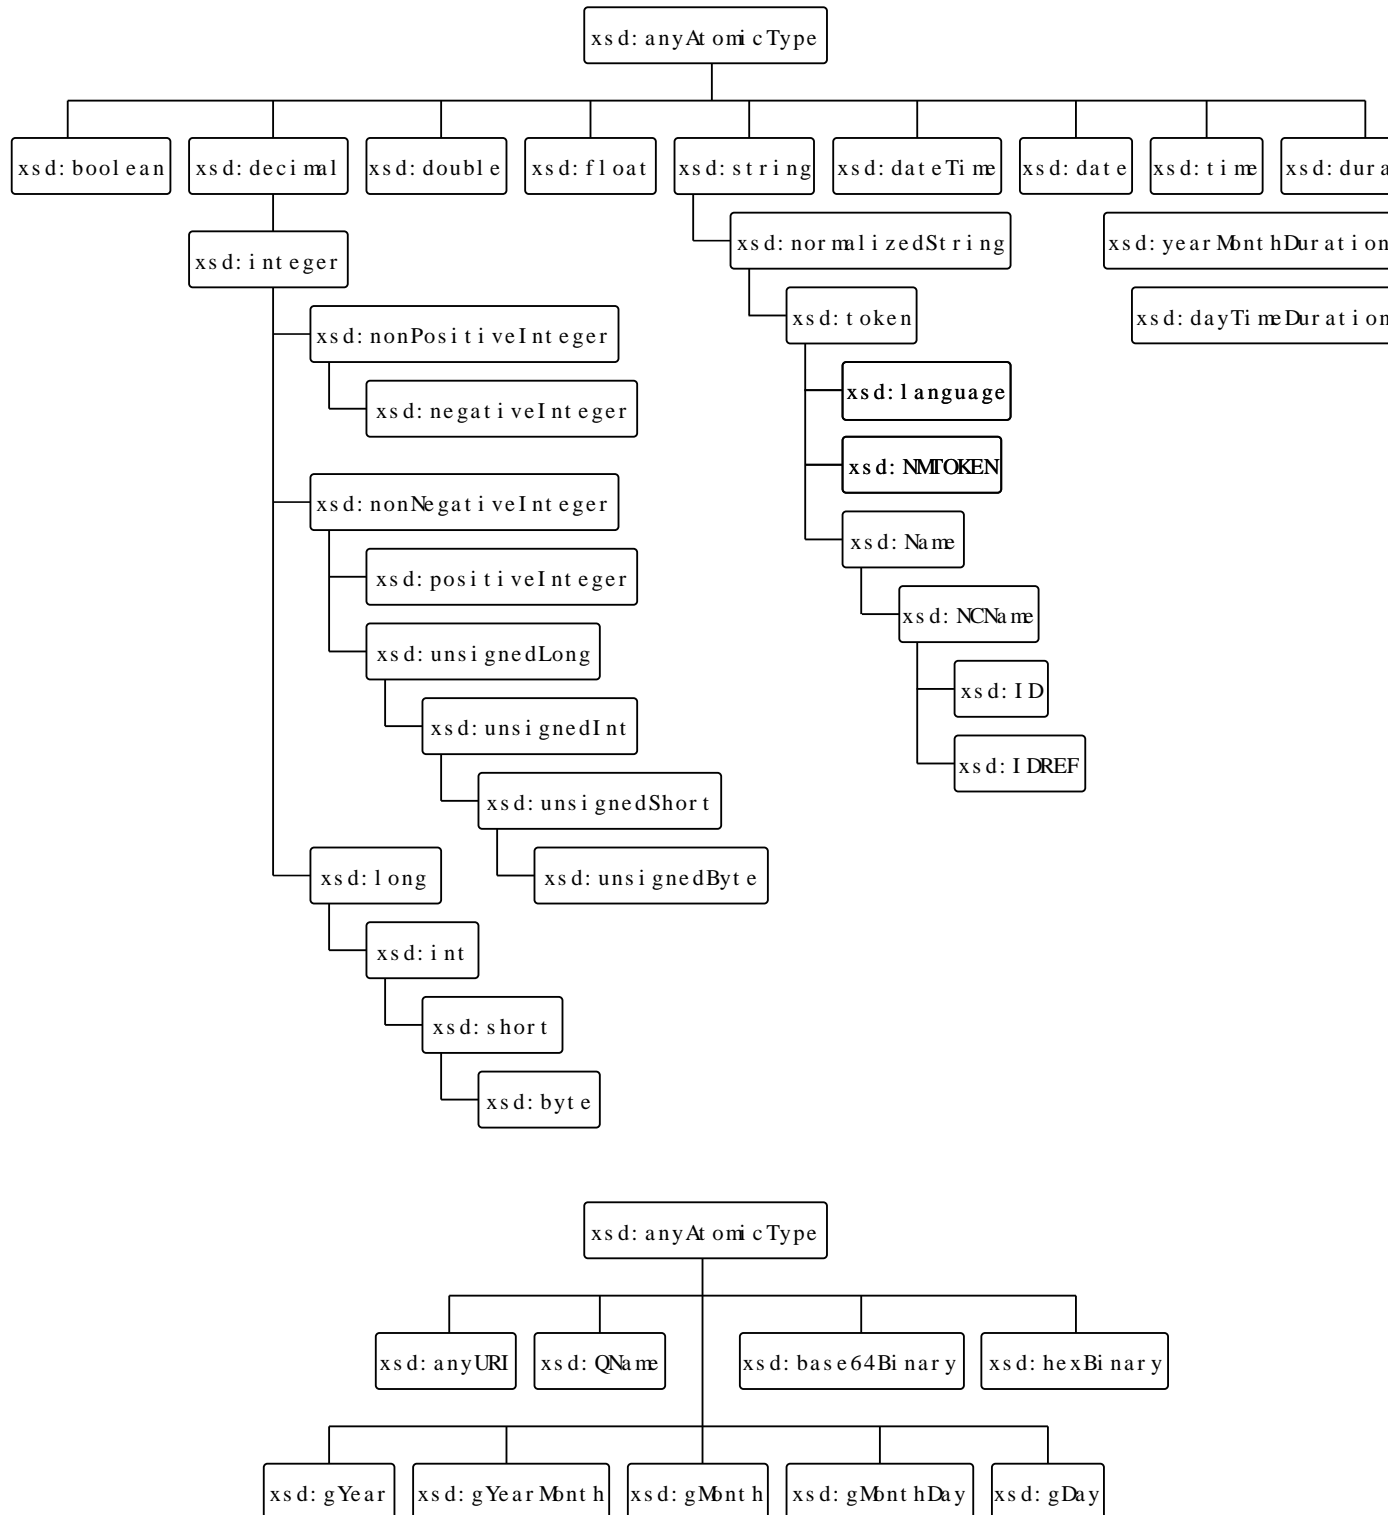 xsd:anyAtomicType
xsd:boolean xsd:decimal xsd:double xsd:float xsd:string xsd:dateTime xsd:date xsd:time xsd:dura
xsd:integer xsd:normalizedString xsd:yearMonthDuration
xsd:nonPositiveInteger xsd:token xsd:dayTimeDuration
xsd:negativeInteger xsd:language
xsd:nonNegativeInteger xsd:NMTOKEN
xsd:positiveInteger xsd:Name
xsd:unsignedLong xsd:NCName
xsd:unsignedInt xsd:ID
xsd:unsignedShort xsd:IDREF
xsd:long xsd:unsignedByte
xsd:int
xsd:short
xsd:byte
xsd:anyAtomicType
xsd:anyURI xsd:QName xsd:base64Binary xsd:hexBinary
xsd:gYear xsd:gYearMonth xsd:gMonth xsd:gMonthDay xsd:gDay